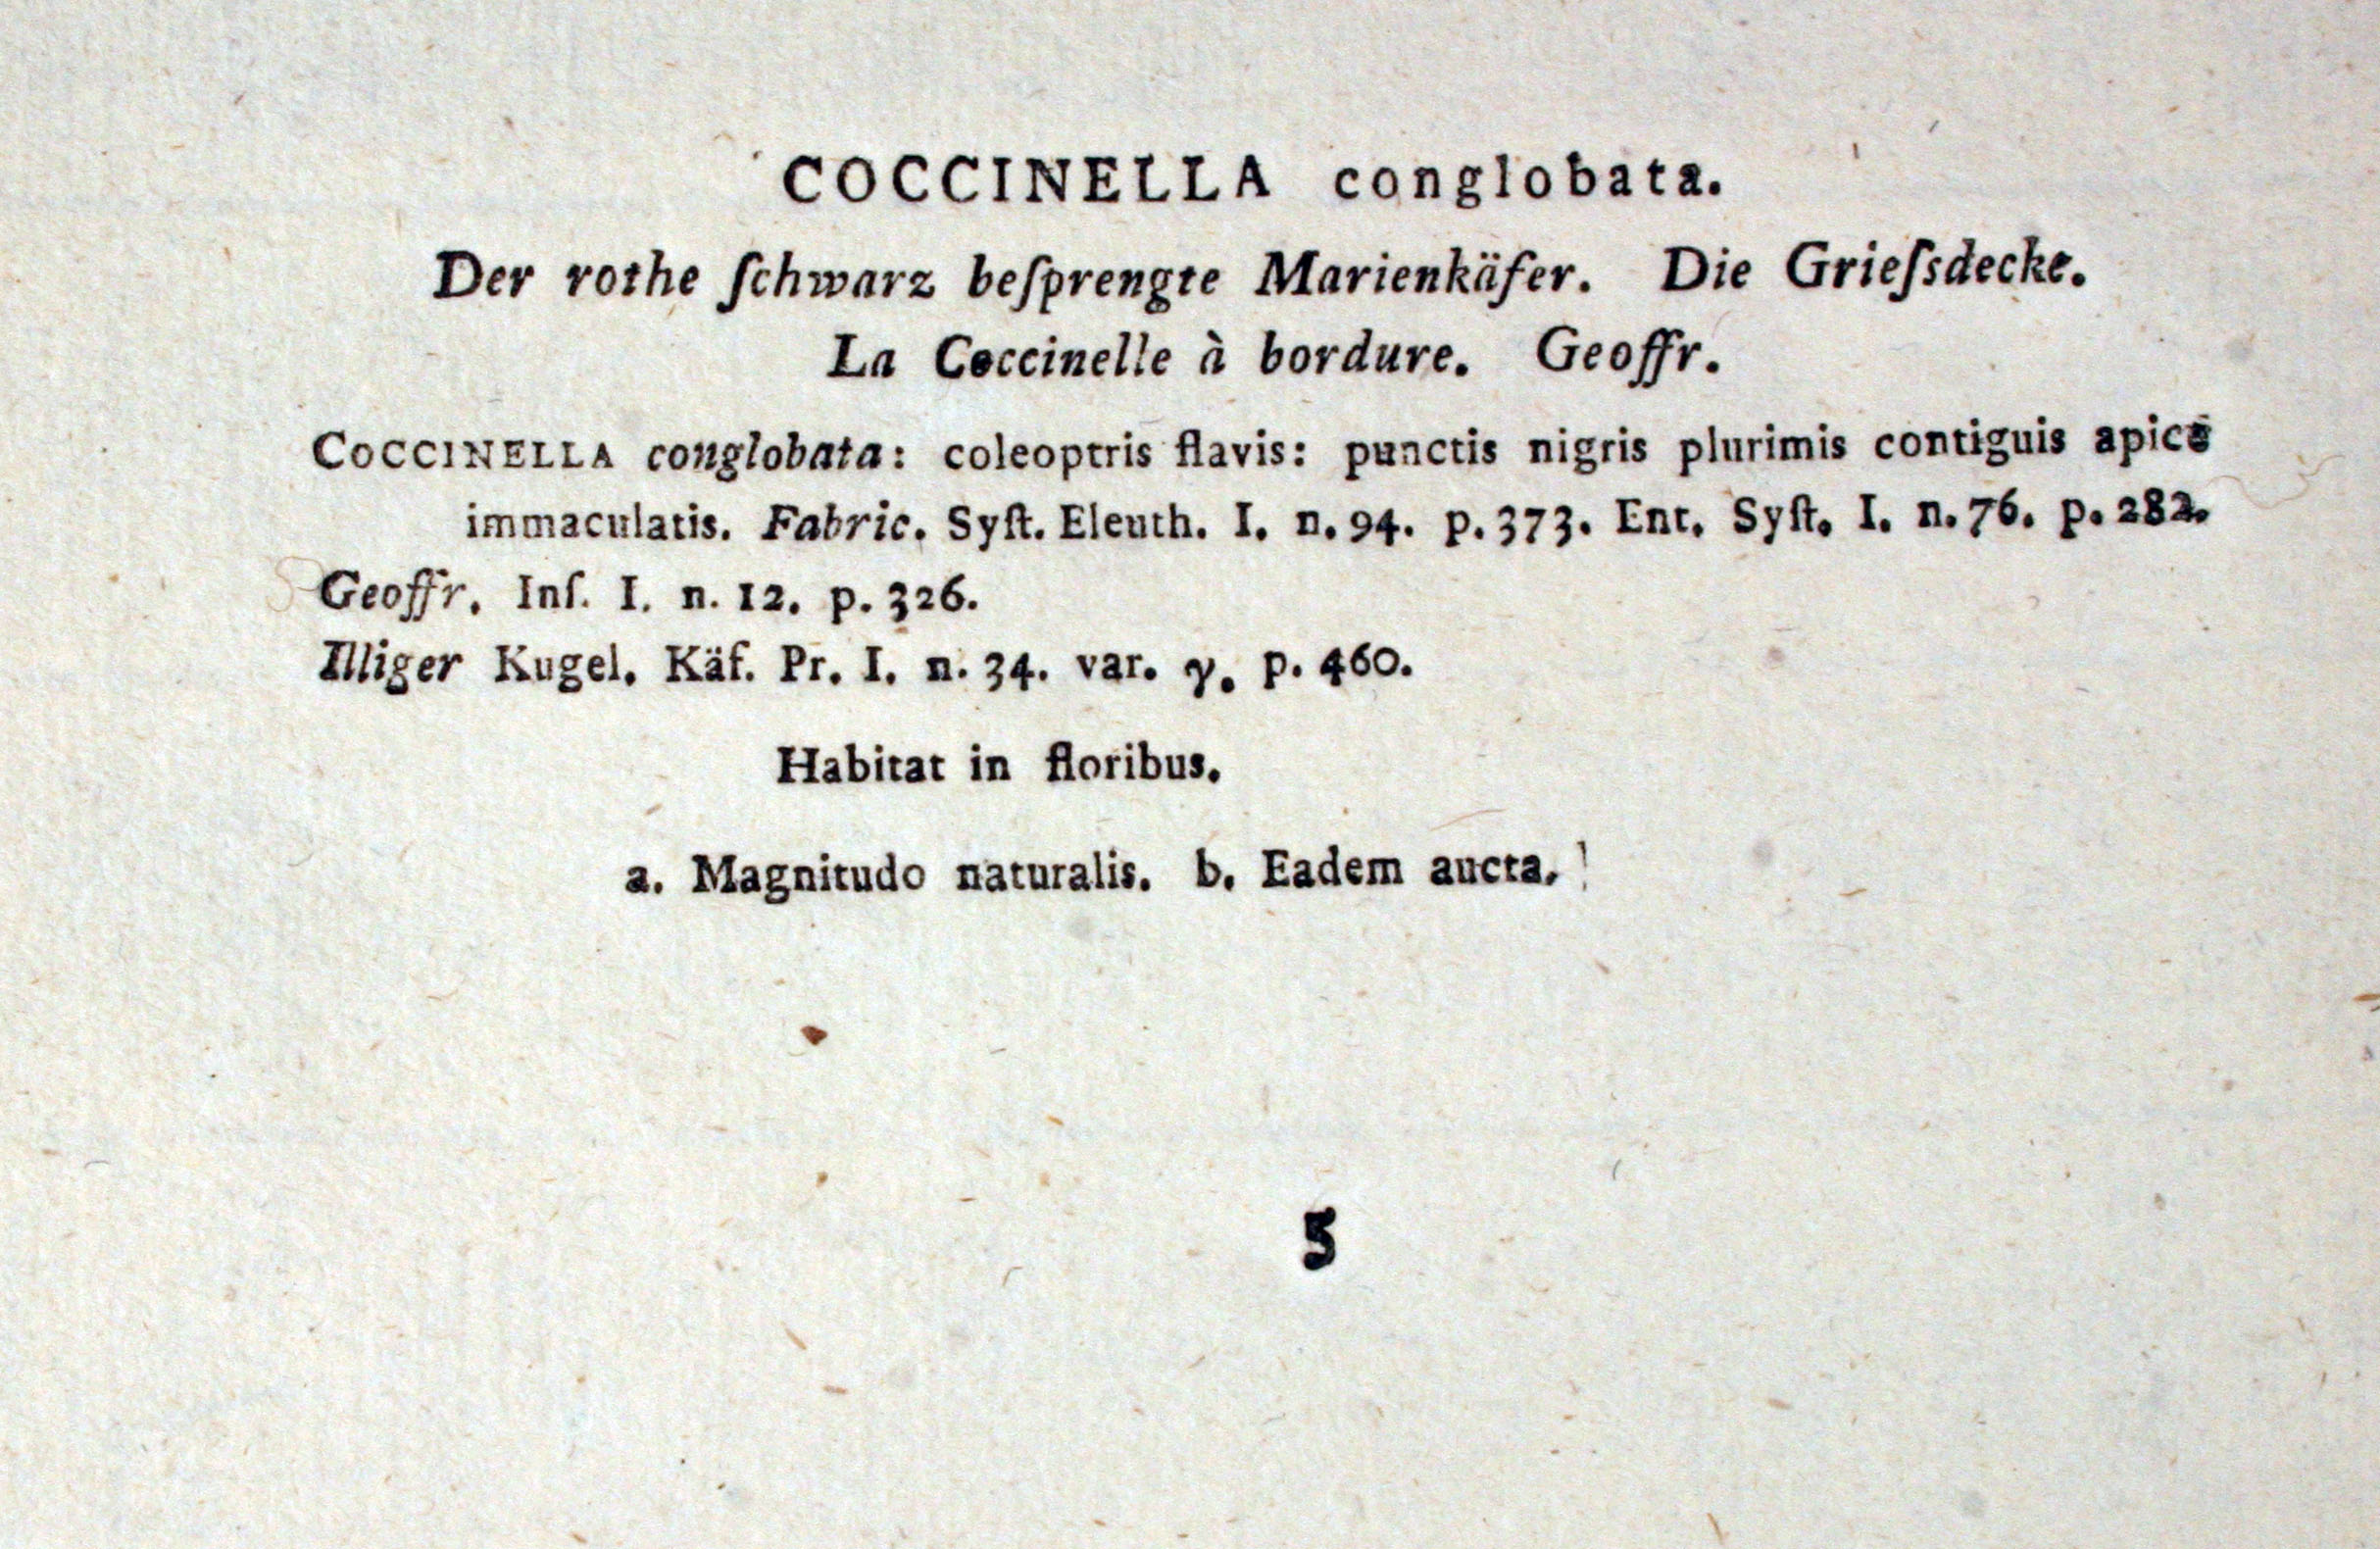 COCCINELLA conglobata.
Der rothe ſchwarz beſprengte Marienkäfer. Die Grieſsdecke.
La Coccinelle à bordure. Geoffr.
COCCINELLA conglobata: coleoptris flavis: punctis nigris plurimis contiguis apice
immaculatis. Fabric. Syſt. Eleuth. I. n. 94. p. 373. Ent. Syſt. I. n. 76. p. 282.
Geoffr. Inſ. I. n. 12. p. 326.
Illiger Kugel. Käf. Pr. I. n. 34. var. γ. p. 460.
Habitat in floribus.
a. Magnitudo naturalis. b. Eadem aucta.
5